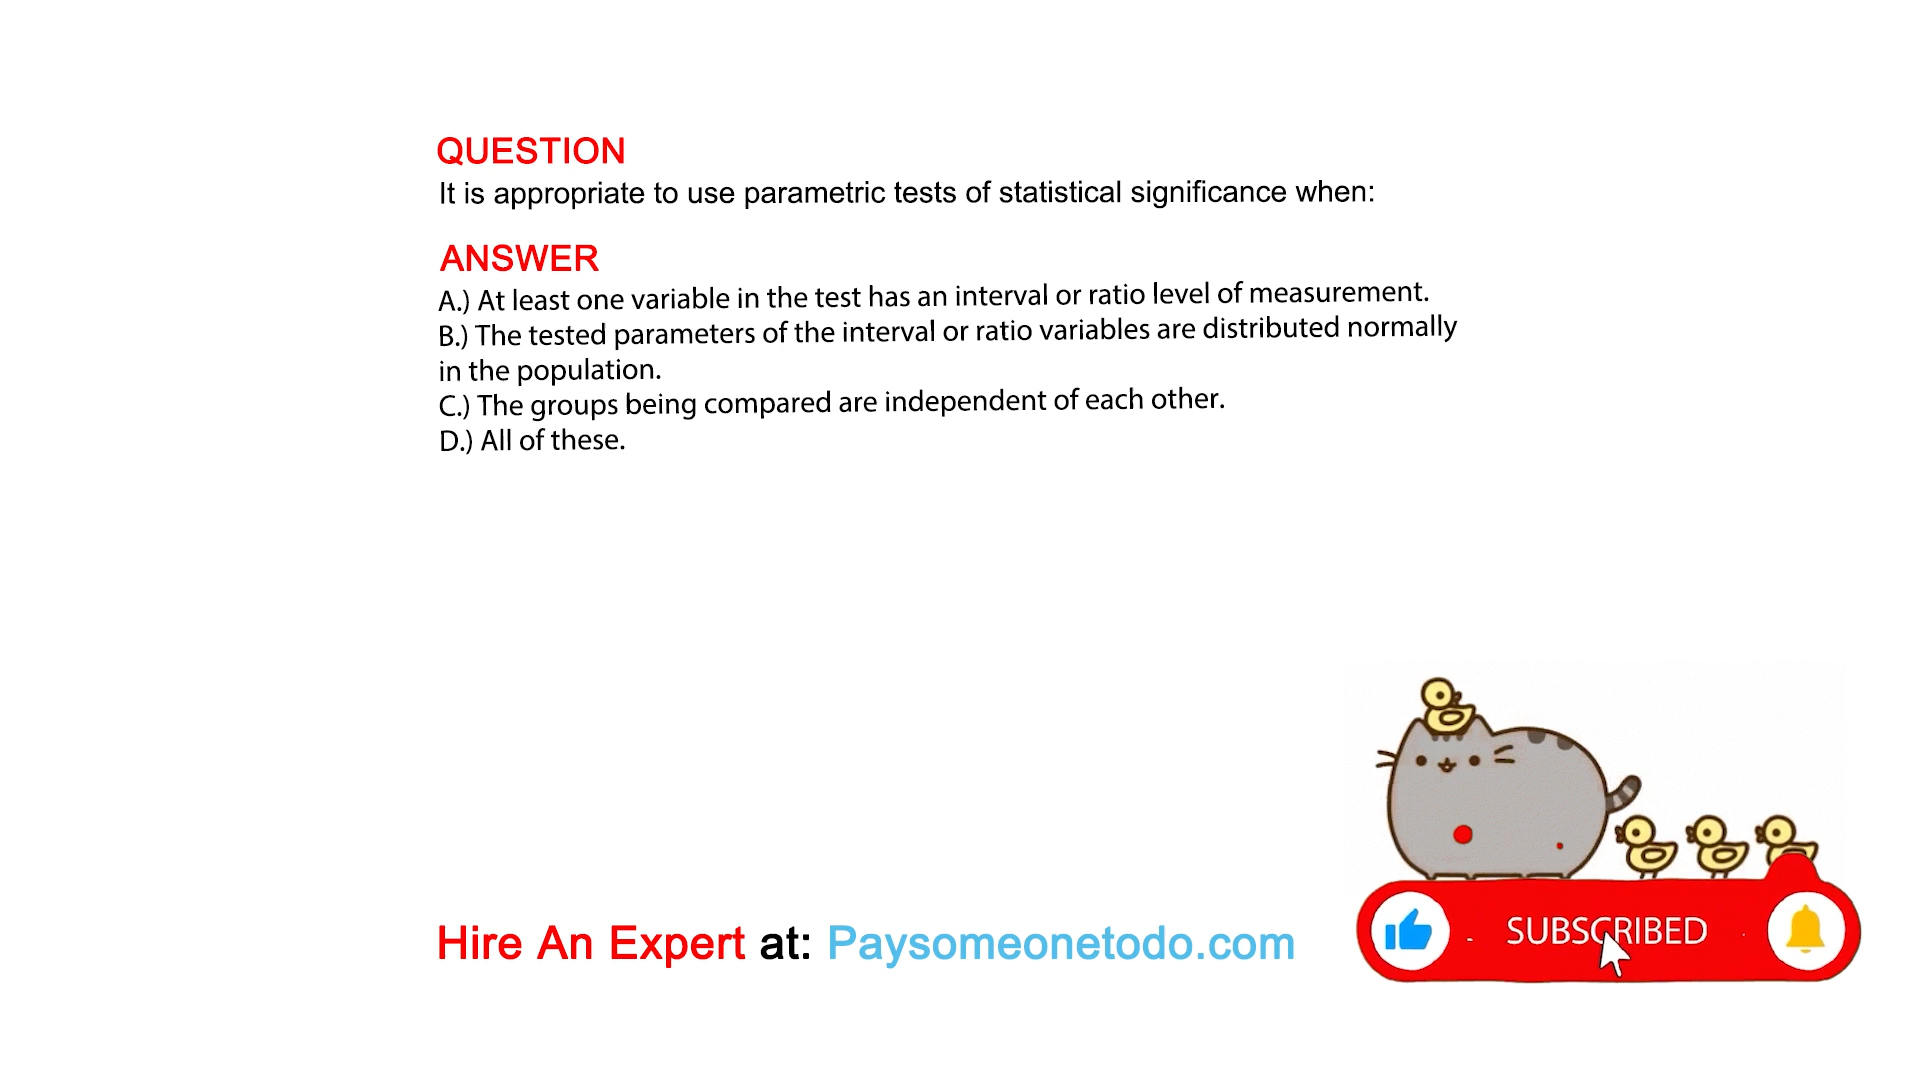 QUESTION
It is appropriate to use parametric tests of statistical significance when:
ANSWER
A.) At least one variable in the test has an interval or ratio level of measurement.
B.) The tested parameters of the interval or ratio variables are distributed normally
in the population.
C.) The groups being compared are independent of each other.
D.) All of these.
Hire An Expert at: Paysomeonetodo.com
SUBSCRIBED